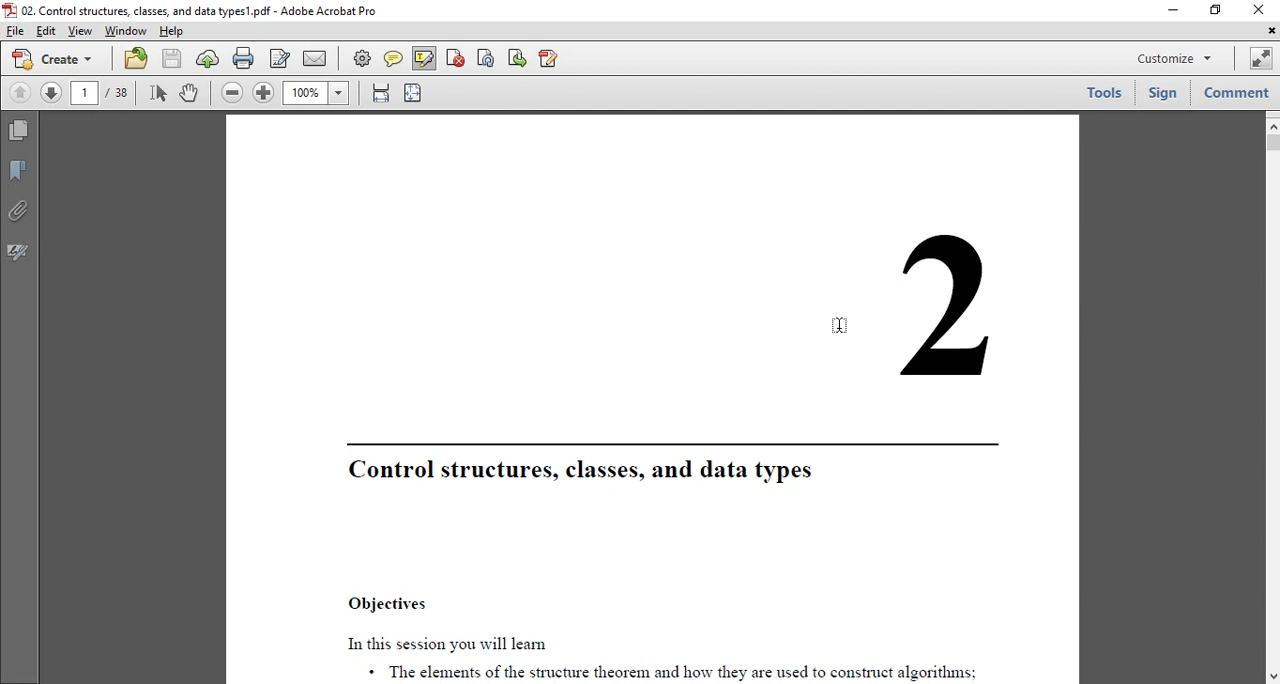 02. Control structures, classes, and data types1.pdf - Adobe Acrobat Pro
File Edit View Window Help
Create Customize
1 / 38 100% Tools Sign Comment
2
Control structures, classes, and data types
Objectives
In this session you will learn
• The elements of the structure theorem and how they are used to construct algorithms;